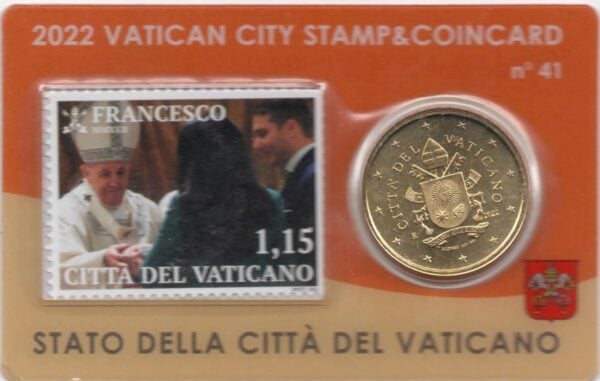 2022 VATICAN CITY STAMP&COINCARD
n° 41
FRANCESCO
MMXXII
1,15
CITTÀ DEL VATICANO
CITTÀ DEL VATICANO
R
2022
STATO DELLA CITTÀ DEL VATICANO